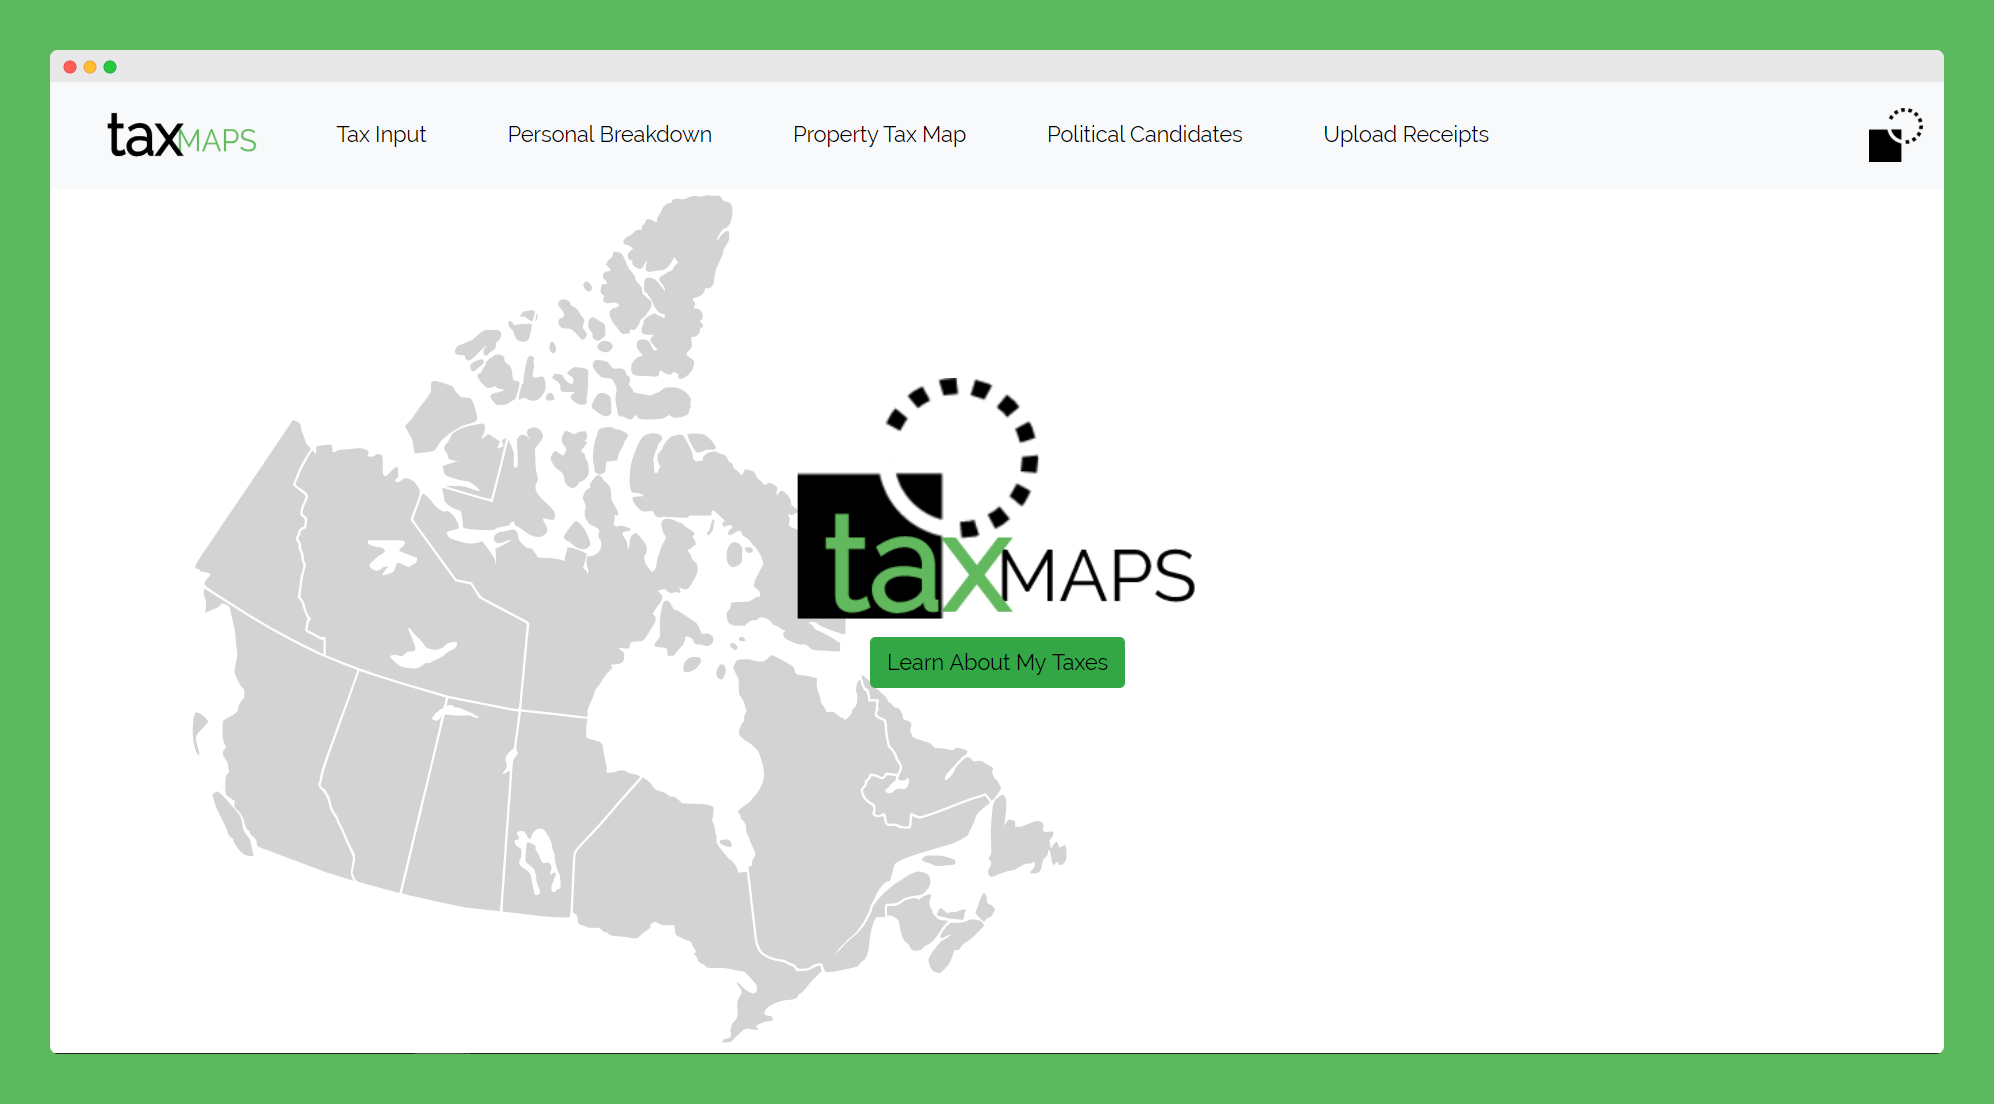 taxMAPS
Tax Input
Personal Breakdown
Property Tax Map
Political Candidates
Upload Receipts
taxMAPS
Learn About My Taxes